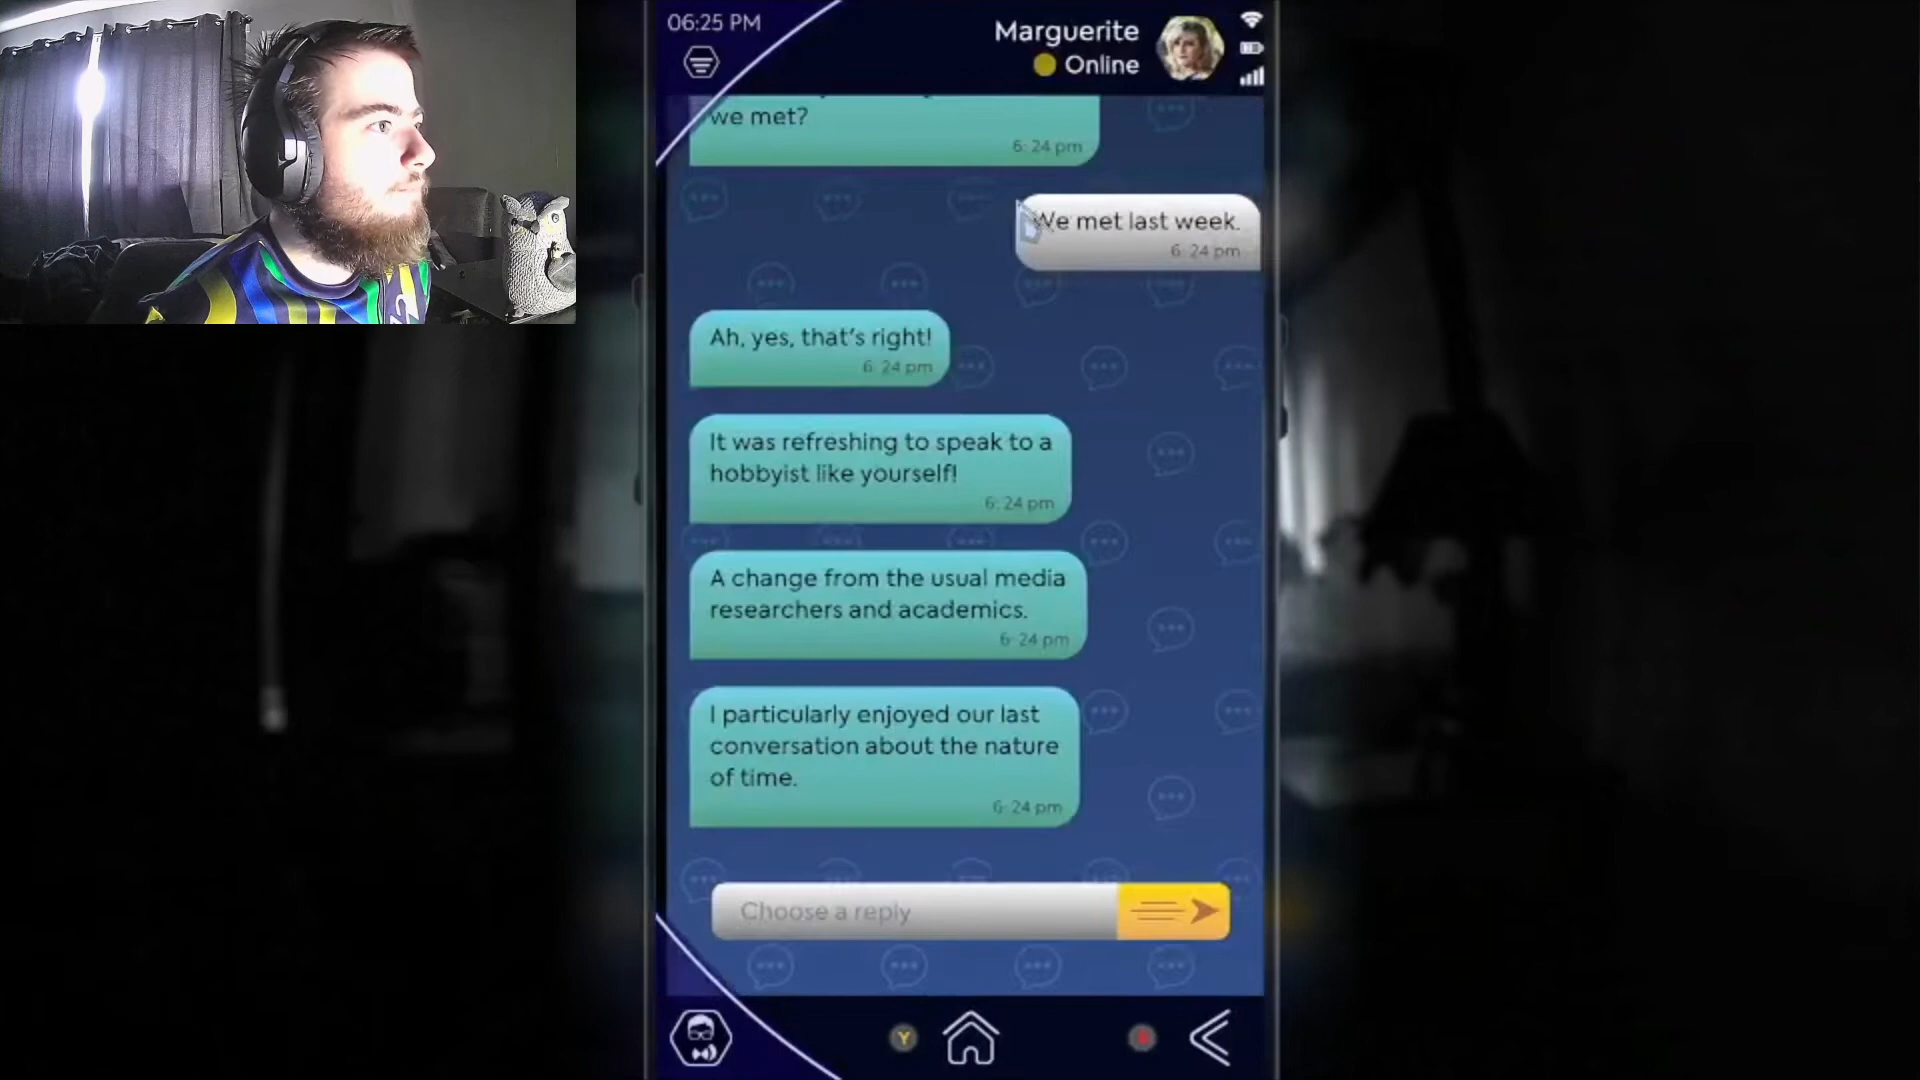 06:25 PM
Marguerite
Online
we met?
6:24 pm
We met last week.
6:24 pm
Ah, yes, that's right!
6:24 pm
It was refreshing to speak to a
hobbyist like yourself!
6:24 pm
A change from the usual media
researchers and academics.
6:24 pm
I particularly enjoyed our last
conversation about the nature
of time.
6:24 pm
Choose a reply
Y